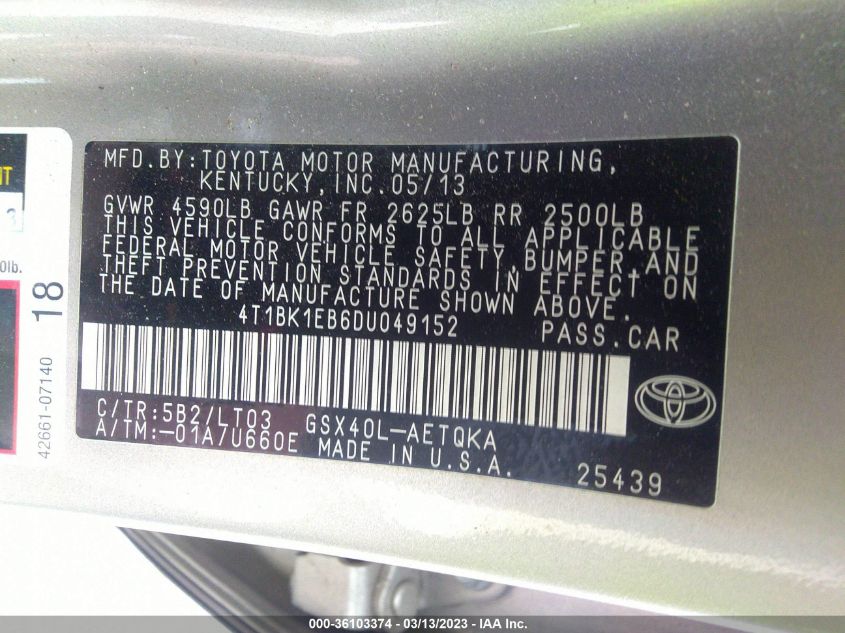 MFD.BY:TOYOTA MOTOR MANUFACTURING,
KENTUCKY,INC.05/13
GVWR 4590LB GAWR FR 2625LB RR 2500LB
THIS VEHICLE CONFORMS TO ALL APPLICABLE
FEDERAL MOTOR VEHICLE SAFETY,BUMPER,AND
THEFT PREVENTION STANDARDS IN EFFECT ON
THE DATE OF MANUFACTURE SHOWN ABOVE.
4T1BK1EB6DU049152 PASS.CAR
C/TR:5B2/LT03 GSX40L-AETQKA
A/TM:-01A/U660E MADE IN U.S.A.
25439
0lb.
18
42661-07140
000-36103374 - 03/13/2023 - IAA Inc.